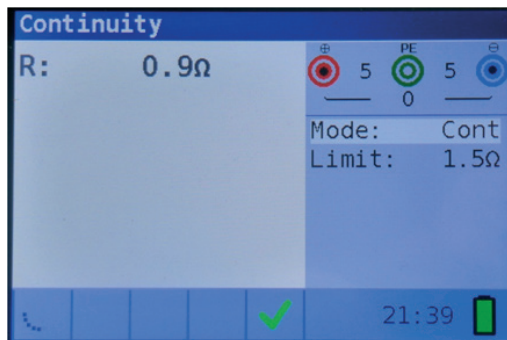 Continuity
R: 0.9Ω
⊕ PE ⊖
5 5
0
Mode: Cont
Limit: 1.5Ω
21:39